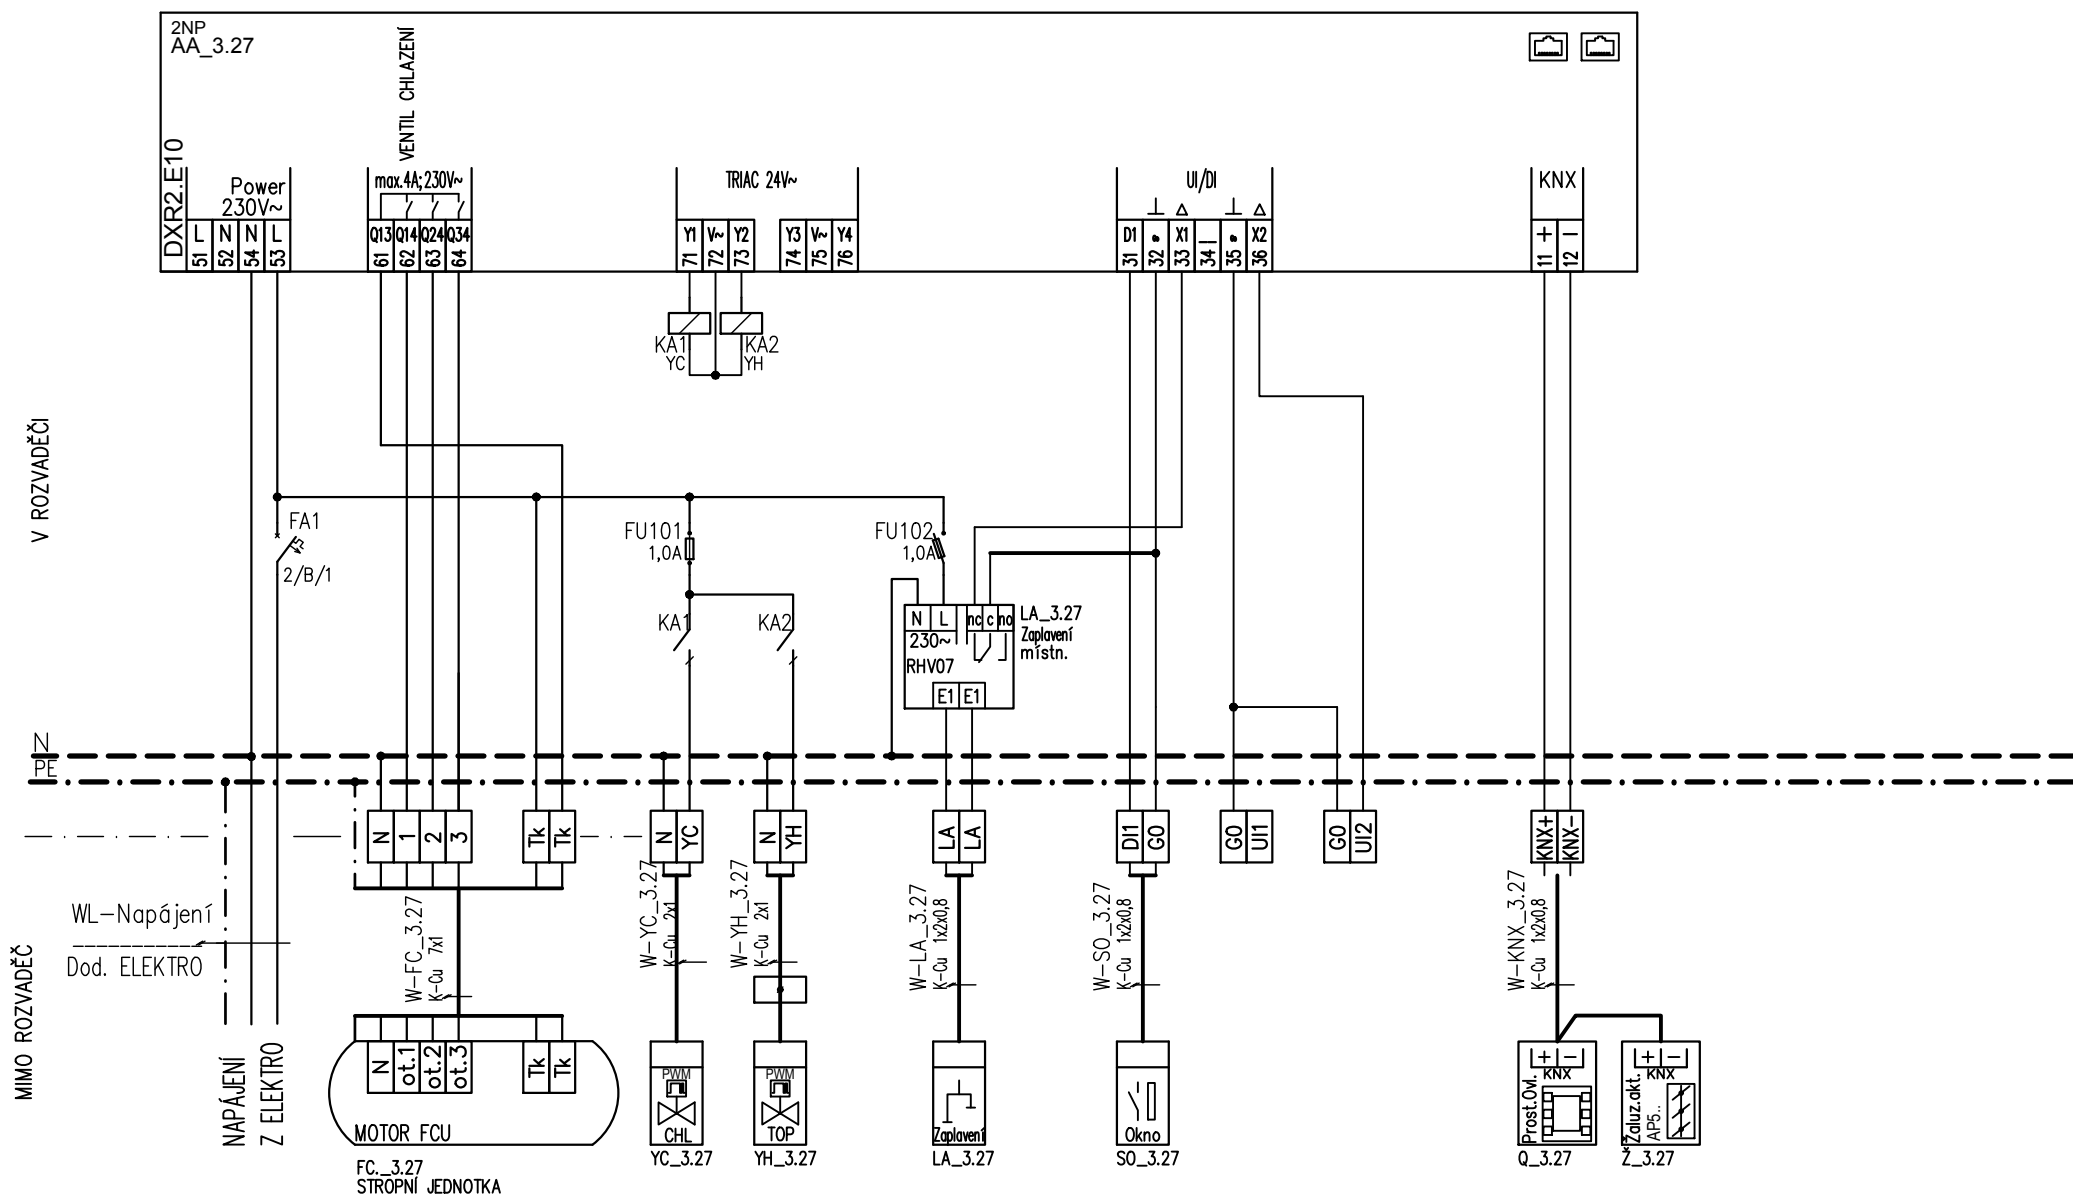 2NP
AA_3.27
DXR2.E10
VENTIL CHLAZENÍ
Power
230V~
max.4A;230V~
TRIAC 24V~
UI/DI
KNX
L N N L
51 52 54 53
Q13 Q14 Q24 Q34
61 62 63 64
Y1 V~ Y2
71 72 73
Y3 V~ Y4
74 75 76
D1 X1 X2
31 32 33 34 35 36
+ −
11 12
KA1
YC
KA2
YH
V ROZVADĚČI
FA1
2/B/1
FU101
1,0A
FU102
1,0A
KA1
KA2
N L nc c no
230~
RHV07
E1 E1
LA_3.27
Zaplavení
místn.
N
PE
N 1 2 3
Tk Tk
N YC
N YH
LA LA
DI1 GO
GO UI1
GO UI2
KNX+ KNX-
MIMO ROZVADĚČ
WL-Napájení
Dod. ELEKTRO
W-FC_3.27
K-Cu 7x1
W-YC_3.27
K-Cu 2x1
W-YH_3.27
K-Cu 2x1
W-LA_3.27
K-Cu 1x2x0,8
W-SO_3.27
K-Cu 1x2x0,8
W-KNX_3.27
K-Cu 1x2x0,8
NAPÁJENÍ
Z ELEKTRO
N ot.1 ot.2 ot.3
Tk Tk
MOTOR FCU
FC._3.27
STROPNÍ JEDNOTKA
PWM
CHL
YC_3.27
PWM
TOP
YH_3.27
Zaplavení
LA_3.27
Okno
SO_3.27
+ −
KNX
Prost.Ovl.
Q_3.27
+ −
KNX
Žaluz.akt.
AP5..
Ž_3.27